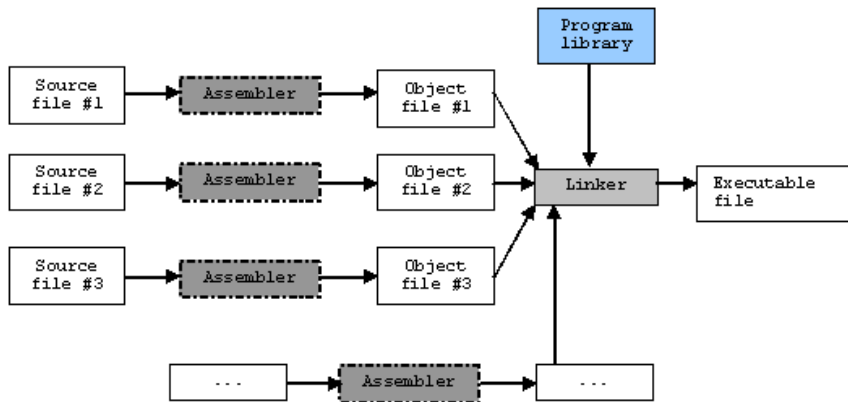 Program
library
Source
file #1
Assembler
Object
file #1
Source
file #2
Assembler
Object
file #2
Linker
Executable
file
Source
file #3
Assembler
Object
file #3
...
Assembler
...